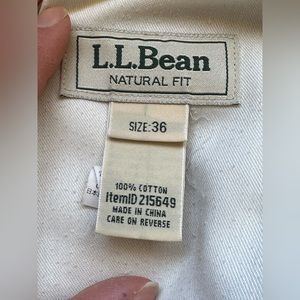 L.L.Bean
NATURAL FIT
SIZE:36
100% COTTON
ItemID 215649
MADE IN CHINA
CARE ON REVERSE